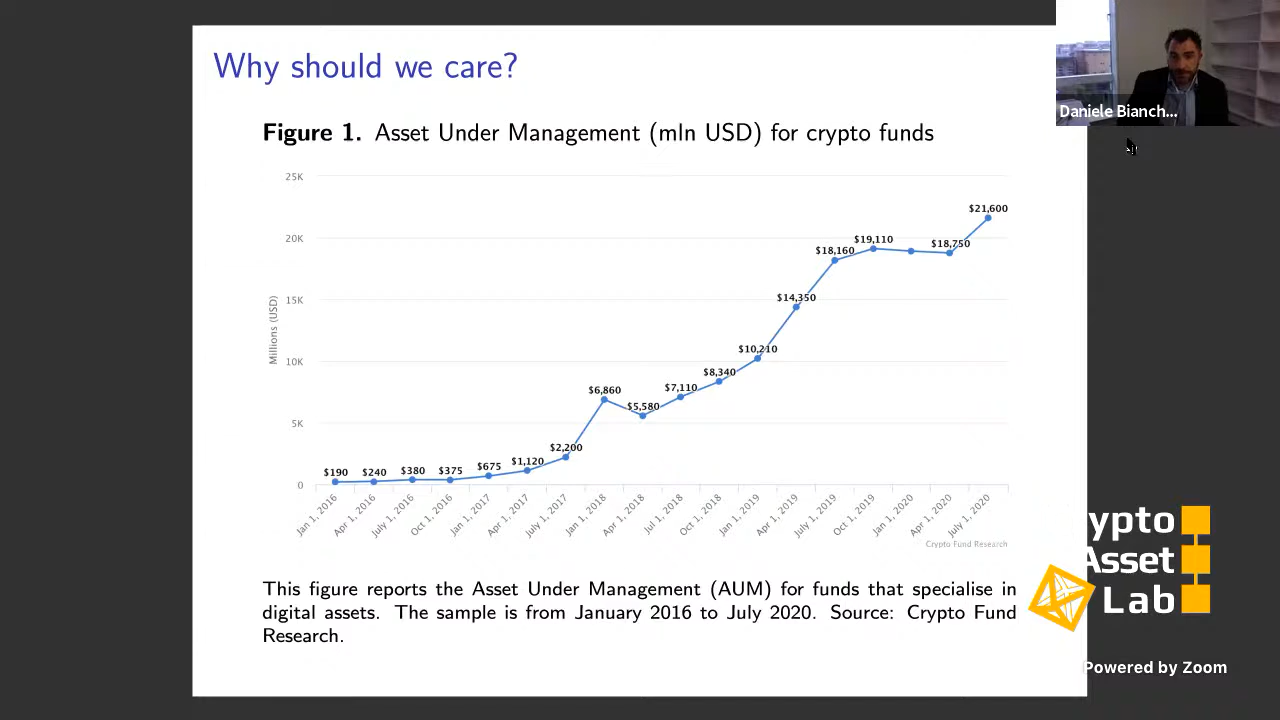 Why should we care?
Daniele Bianch...
Figure 1. Asset Under Management (mln USD) for crypto funds
25K
20K
15K
10K
5K
0
Millions (USD)
$190
$240
$380
$375
$675
$1,120
$2,200
$6,860
$5,580
$7,110
$8,340
$10,210
$14,350
$18,160
$19,110
$18,750
$21,600
Jan 1, 2016
Apr 1, 2016
July 1, 2016
Oct 1, 2016
Jan 1, 2017
Apr 1, 2017
July 1, 2017
Jan 1, 2018
Apr 1, 2018
Jul 1, 2018
Oct 1, 2018
Jan 1, 2019
Apr 1, 2019
July 1, 2019
Oct 1, 2019
Jan 1, 2020
Apr 1, 2020
July 1, 2020
Crypto Fund Research
This figure reports the Asset Under Management (AUM) for funds that specialise in
digital assets. The sample is from January 2016 to July 2020. Source: Crypto Fund
Research.
ypto
Asset
Lab
Powered by Zoom